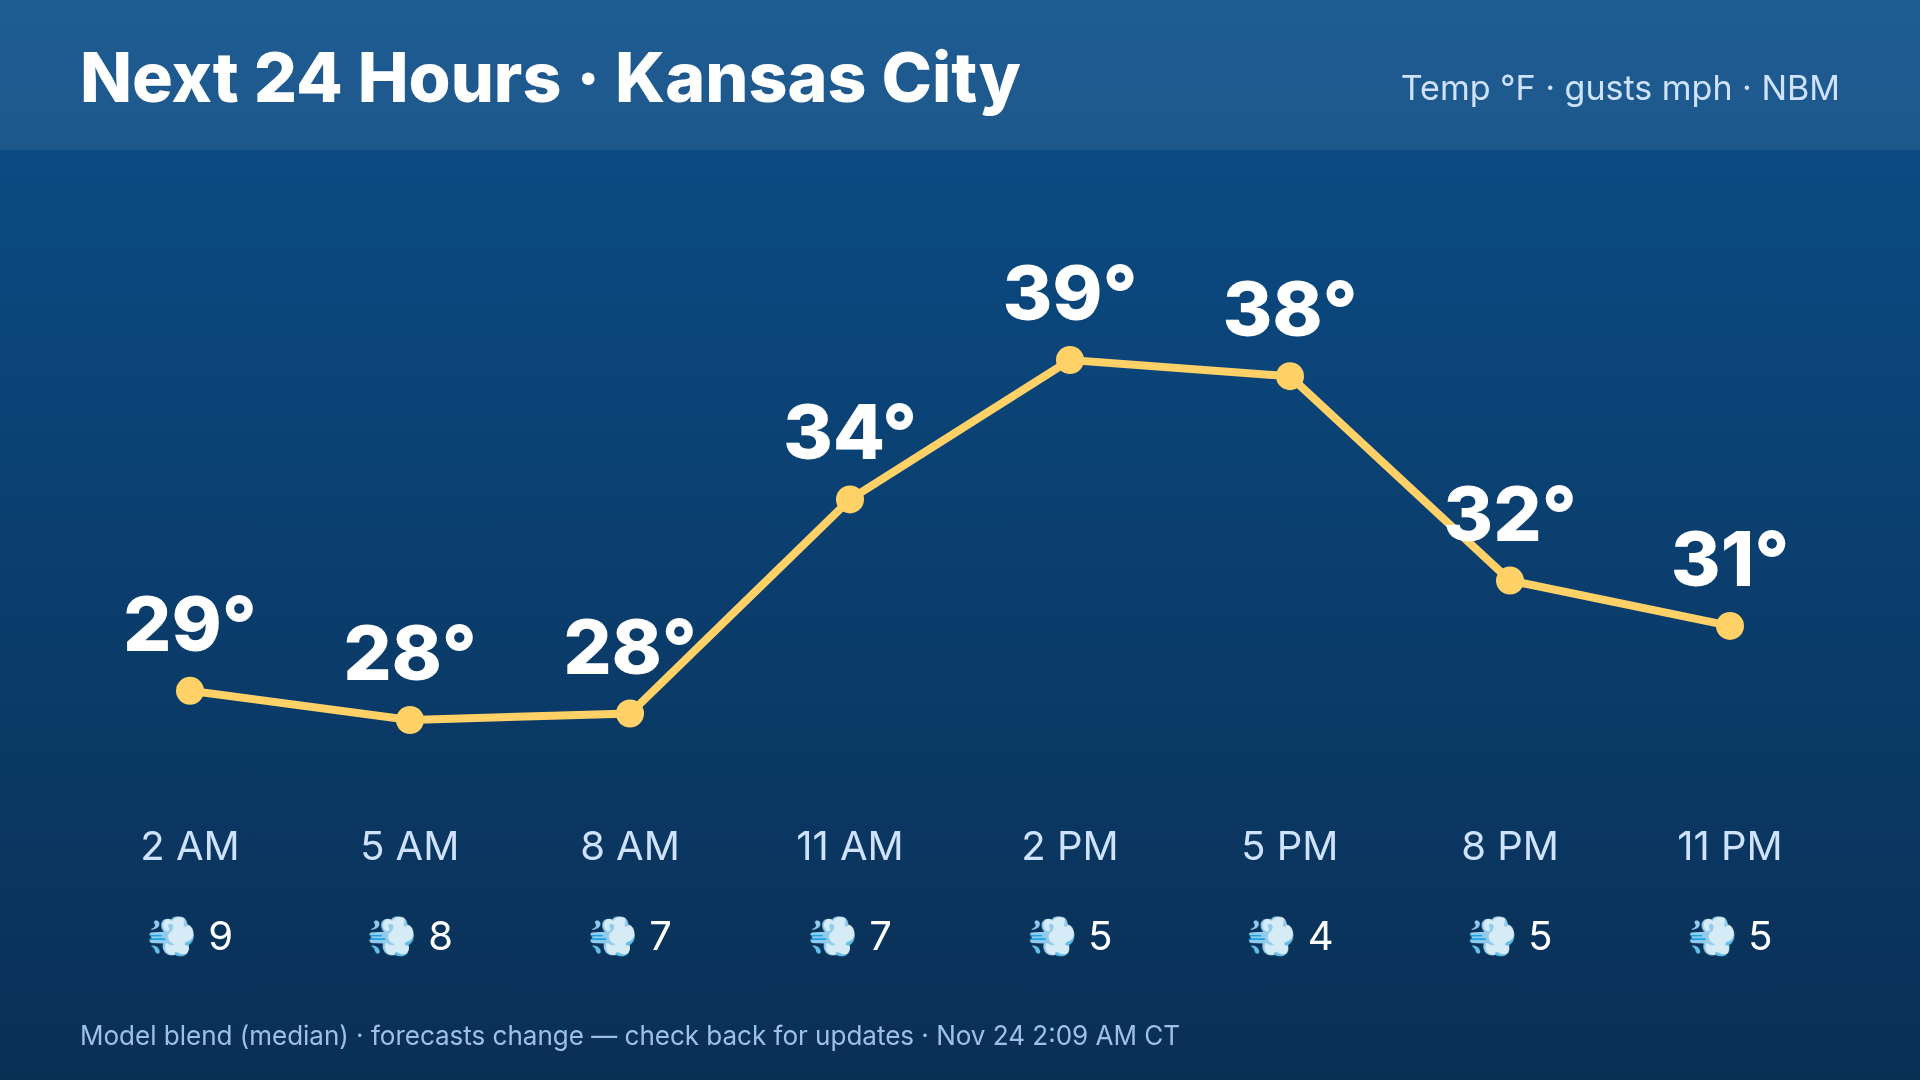 Next 24 Hours · Kansas City
Temp °F · gusts mph · NBM
39°
38°
34°
32°
31°
29°
28°
28°
2 AM 5 AM 8 AM 11 AM 2 PM 5 PM 8 PM 11 PM
💨 9 💨 8 💨 7 💨 7 💨 5 💨 4 💨 5 💨 5
Model blend (median) · forecasts change — check back for updates · Nov 24 2:09 AM CT